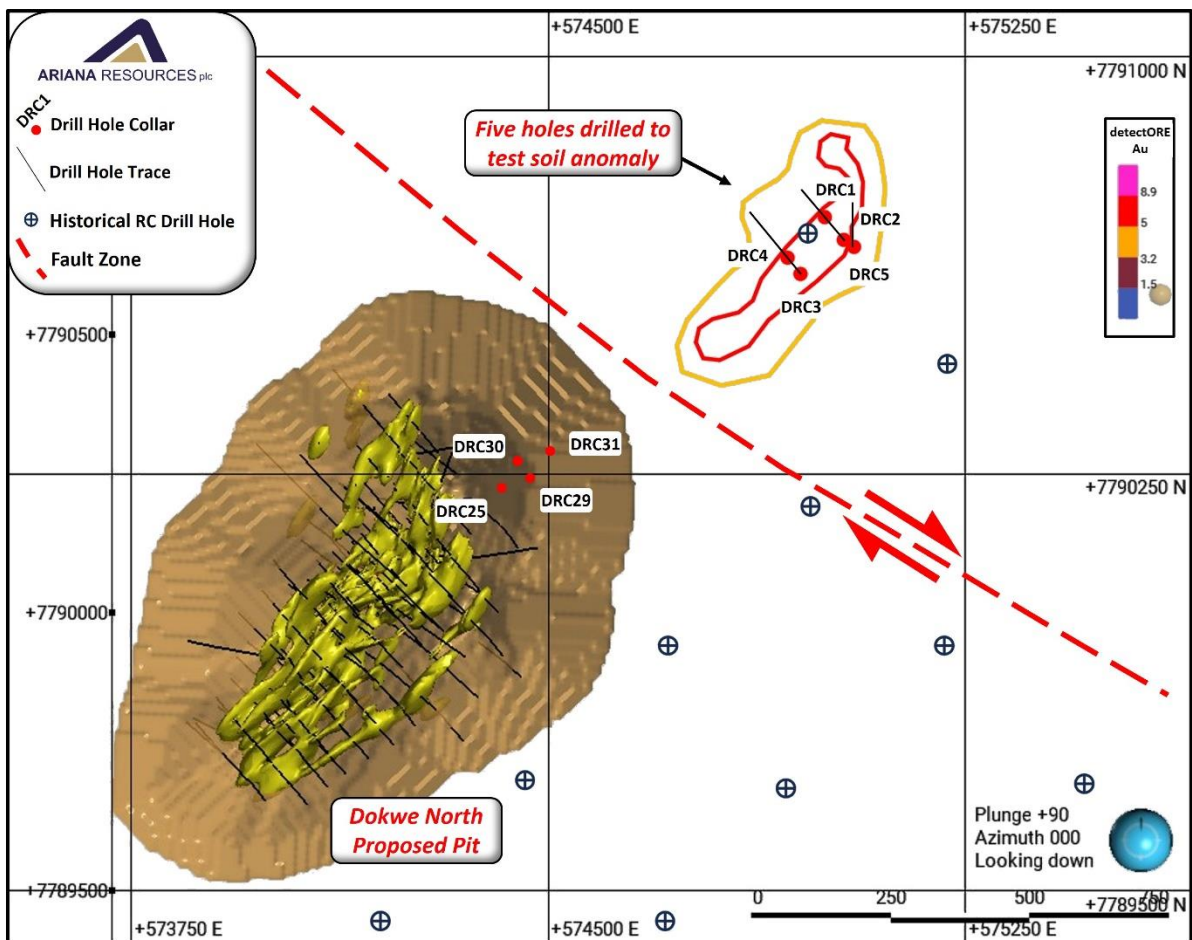 ARIANA RESOURCES plc
DRC1
Drill Hole Collar
Drill Hole Trace
Historical RC Drill Hole
Fault Zone
+574500 E
+575250 E
+7791000 N
Five holes drilled to
test soil anomaly
detectORE
Au
8.9
5
3.2
1.5
DRC1
DRC2
DRC4
DRC5
DRC3
+7790500
DRC30
DRC31
DRC29
DRC25
+7790250 N
+7790000
Dokwe North
Proposed Pit
Plunge +90
Azimuth 000
Looking down
0 250 500 750
+7789500
+7789500 N
+573750 E
+574500 E
+575250 E